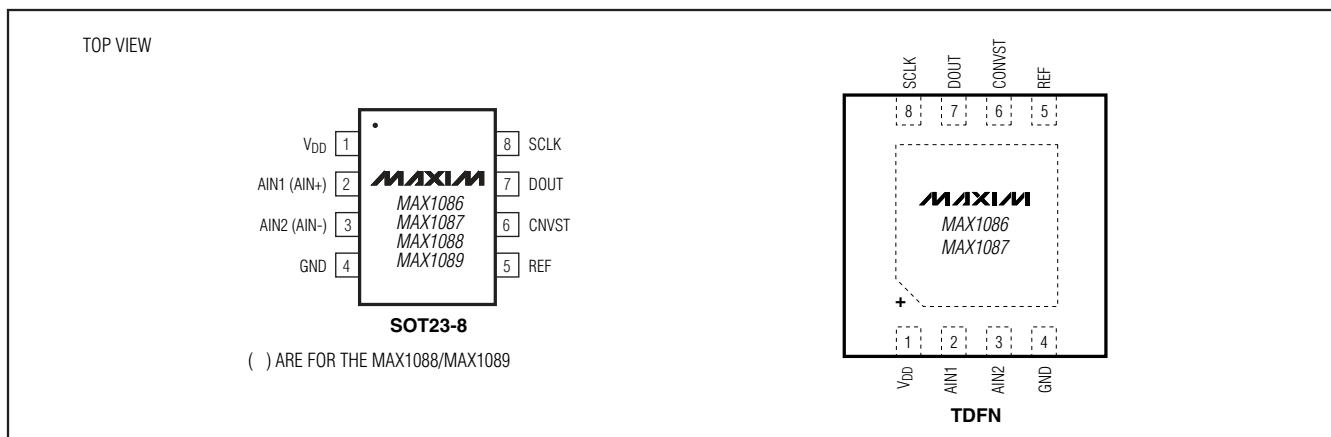 TOP VIEW
VDD 1
AIN1 (AIN+) 2
AIN2 (AIN-) 3
GND 4
MAXIM
MAX1086
MAX1087
MAX1088
MAX1089
8 SCLK
7 DOUT
6 CNVST
5 REF
SOT23-8
( ) ARE FOR THE MAX1088/MAX1089
SCLK DOUT CONVST REF
8 7 6 5
MAXIM
MAX1086
MAX1087
+
1 2 3 4
VDD AIN1 AIN2 GND
TDFN